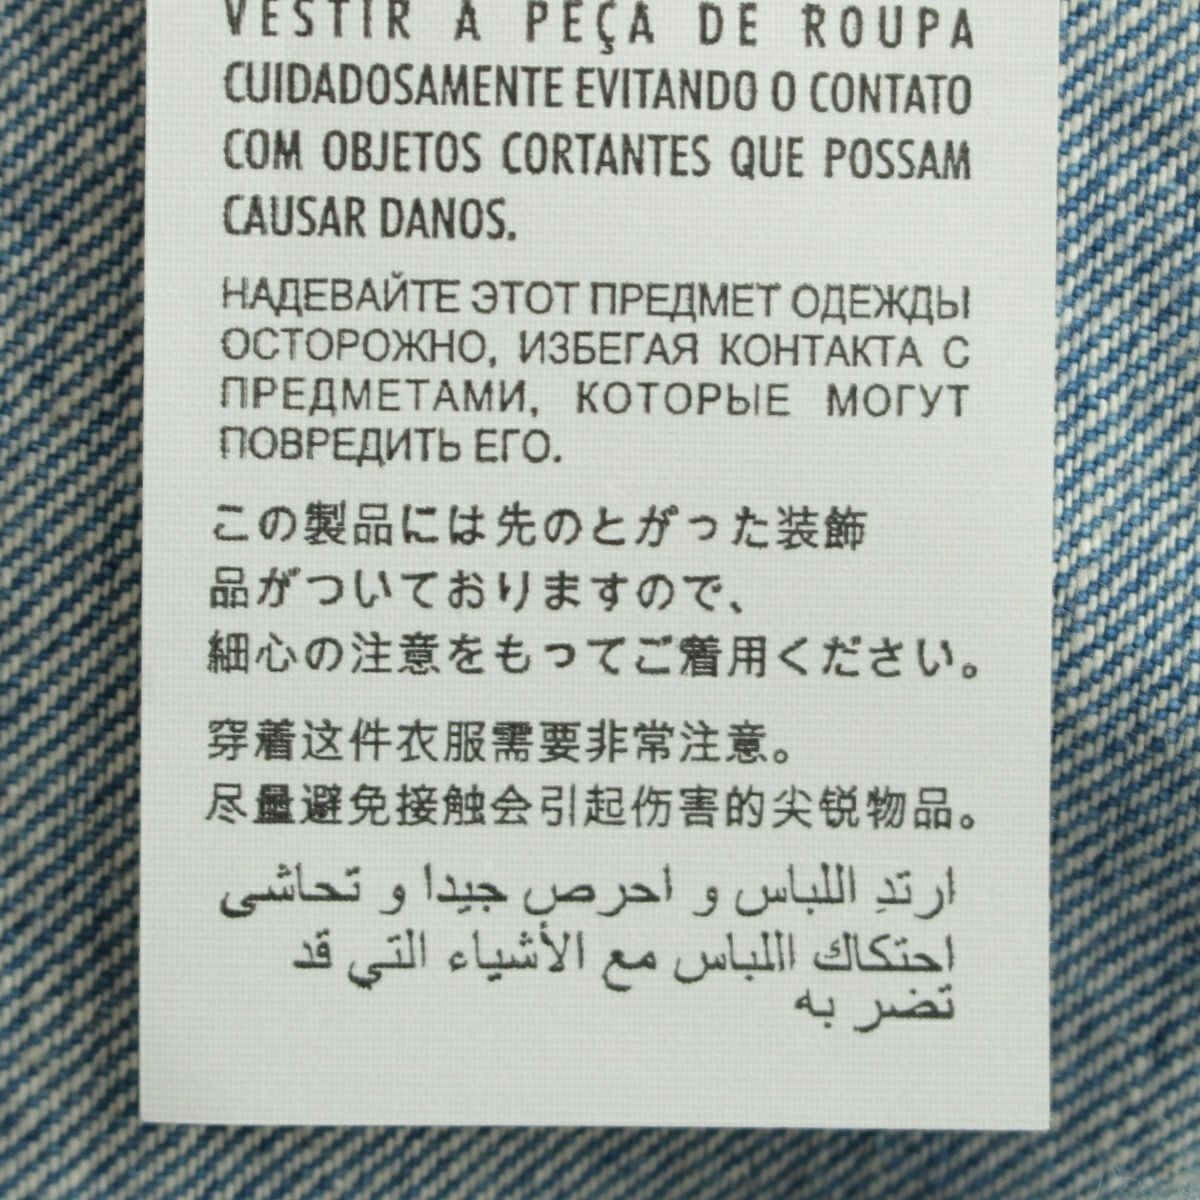 VESTIR A PEÇA DE ROUPA
CUIDADOSAMENTE EVITANDO O CONTATO
COM OBJETOS CORTANTES QUE POSSAM
CAUSAR DANOS.
НАДЕВАЙТЕ ЭТОТ ПРЕДМЕТ ОДЕЖДЫ
ОСТОРОЖНО, ИЗБЕГАЯ КОНТАКТА С
ПРЕДМЕТАМИ, КОТОРЫЕ МОГУТ
ПОВРЕДИТЬ ЕГО.
この製品には先のとがった装飾
品がついておりますので、
細心の注意をもってご着用ください。
穿着这件衣服需要非常注意。
尽量避免接触会引起伤害的尖锐物品。
ارتدِ اللباس و احرص جيدا و تحاشى
احتكاك اللباس مع الأشياء التي قد
تضر به